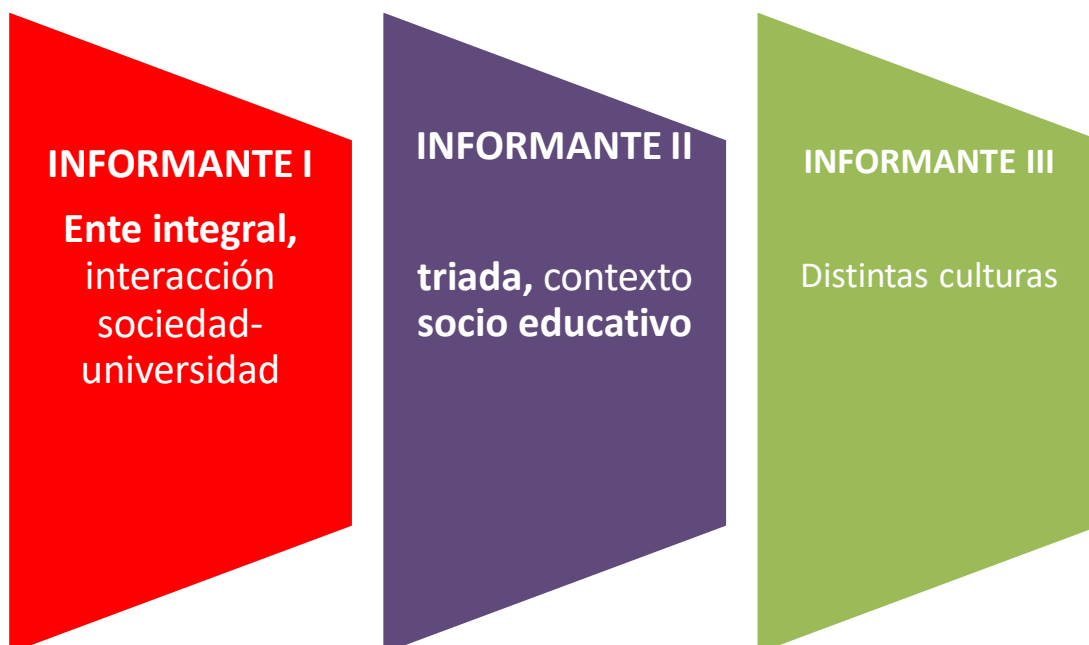 INFORMANTE I
Ente integral,
interacción
sociedad-
universidad
INFORMANTE II
triada, contexto
socio educativo
INFORMANTE III
Distintas culturas